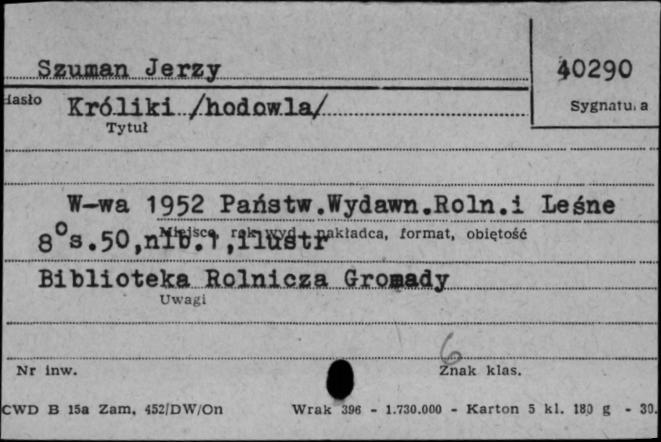 Szuman Jerzy
40290
Hasło Króliki /hodowla/
Sygnatura
Tytuł
W-wa 1952 Państw.Wydawn.Roln.i Leśne
Miejsce, rok wyd. nakładca, format, objętość
8°s.50,nlb.1,ilustr
Biblioteka Rolnicza Gromady
Uwagi
6
Nr inw.
Znak klas.
CWD B 15a Zam, 452/DW/On Wrak 396 - 1.730.000 - Karton 5 kl. 180 g - 30.